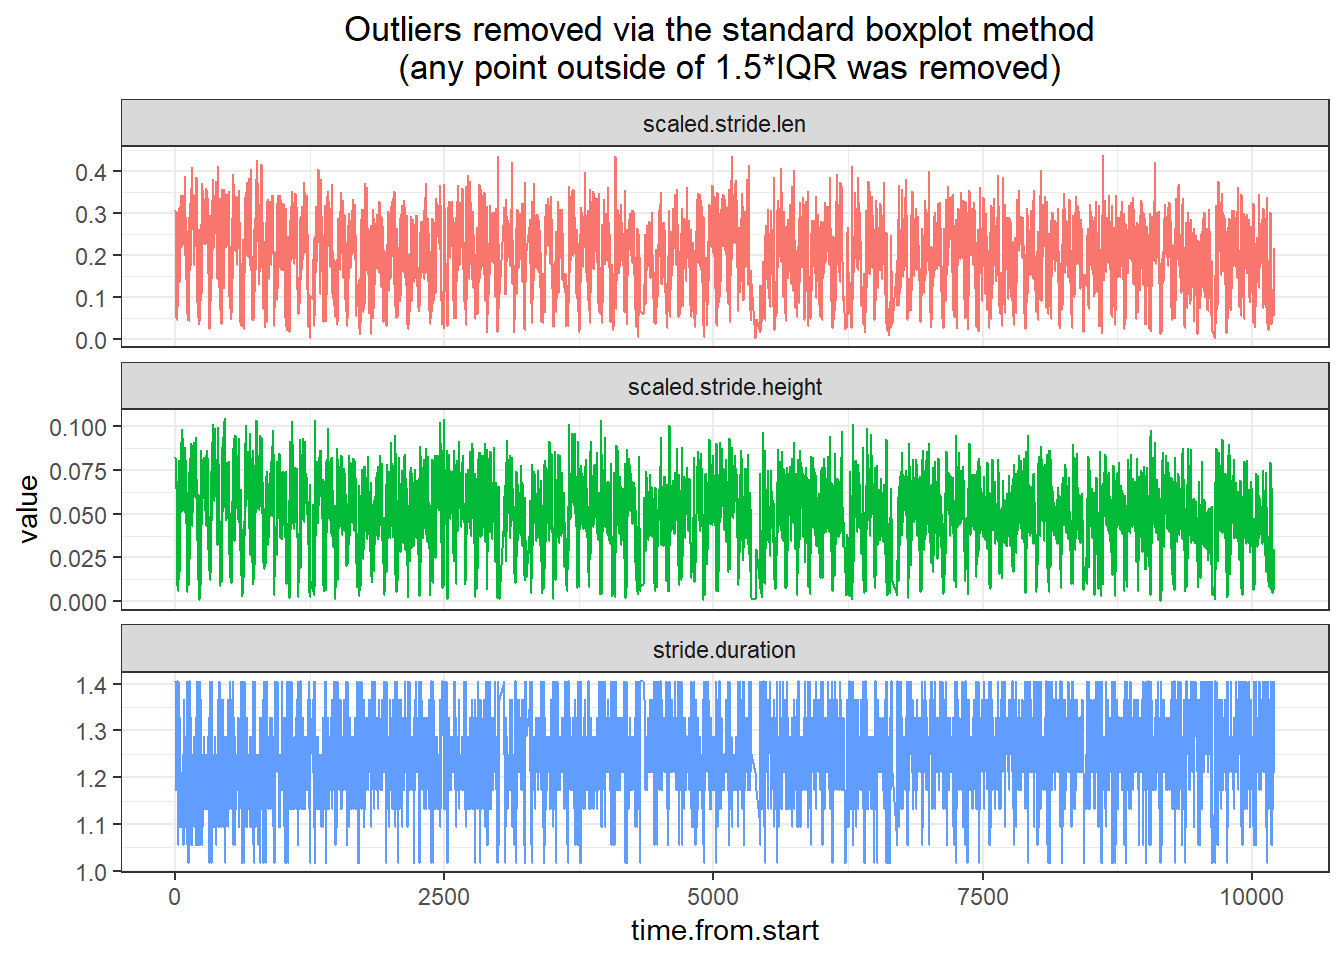 Outliers removed via the standard boxplot method
(any point outside of 1.5*IQR was removed)
scaled.stride.len
0.4
0.3
0.2
0.1
0.0
scaled.stride.height
0.100
0.075
0.050
0.025
0.000
value
stride.duration
1.4
1.3
1.2
1.1
1.0
0 2500 5000 7500 10000
time.from.start